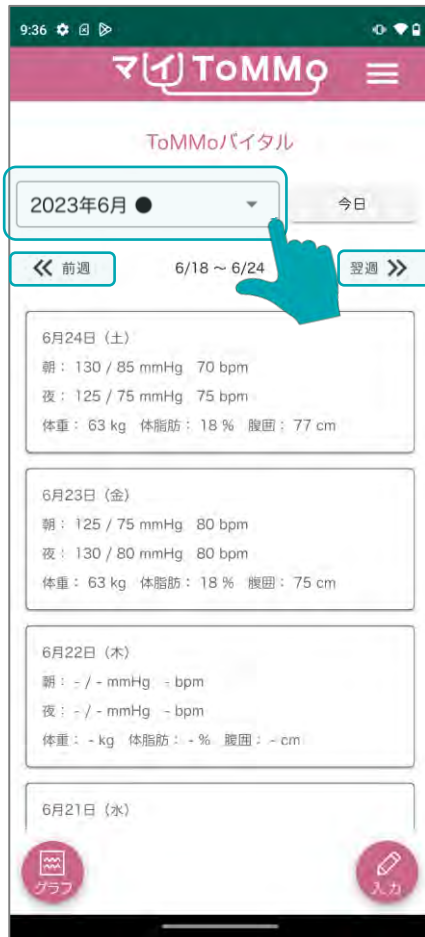 9:36
マイ ToMMo
ToMMoバイタル
2023年6月 ●
今日
前週
6/18 ~ 6/24
翌週
6月24日（土）
朝： 130 / 85 mmHg 70 bpm
夜： 125 / 75 mmHg 75 bpm
体重： 63 kg 体脂肪： 18 % 腹囲： 77 cm
6月23日（金）
朝： 125 / 75 mmHg 80 bpm
夜： 130 / 80 mmHg 80 bpm
体重： 63 kg 体脂肪： 18 % 腹囲： 75 cm
6月22日（木）
朝： - / - mmHg - bpm
夜： - / - mmHg - bpm
体重： - kg 体脂肪： - % 腹囲： - cm
6月21日（水）
グラフ
入力